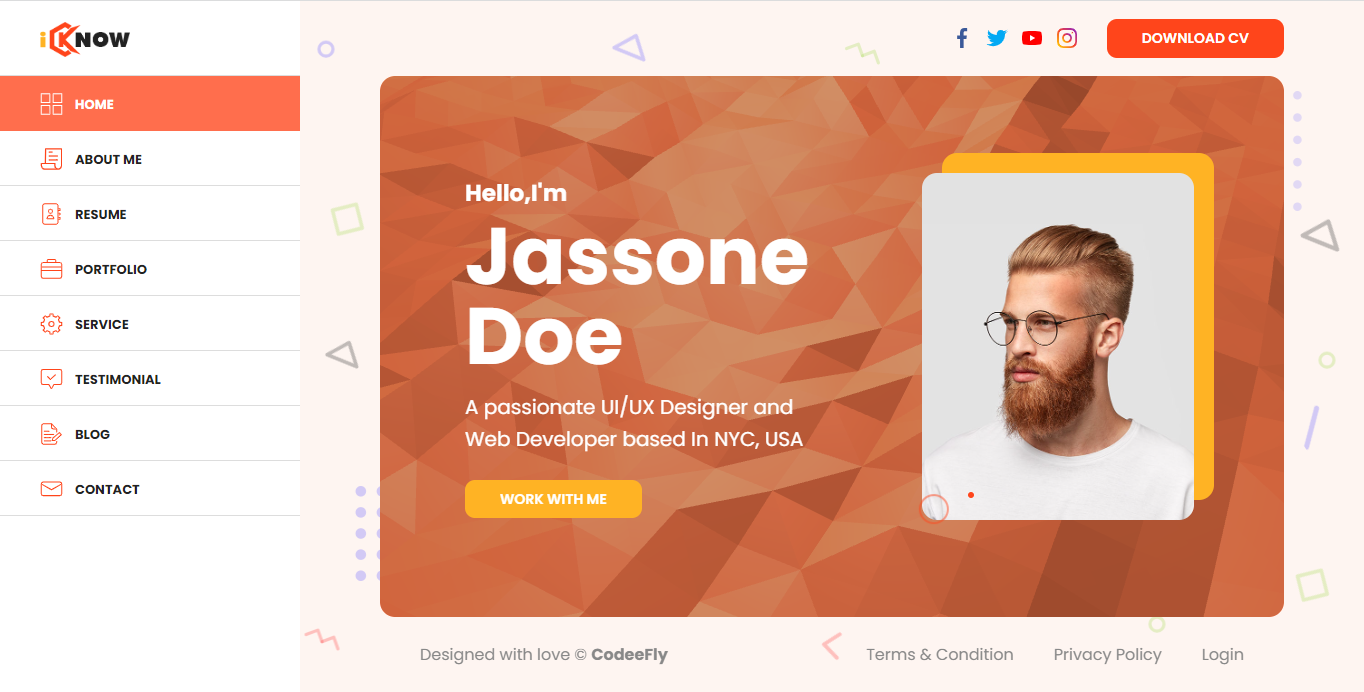 iKNOW
DOWNLOAD CV
HOME
ABOUT ME
RESUME
PORTFOLIO
SERVICE
TESTIMONIAL
BLOG
CONTACT
Hello,I'm
Jassone
Doe
A passionate UI/UX Designer and
Web Developer based In NYC, USA
WORK WITH ME
Designed with love © CodeeFly
Terms & Condition
Privacy Policy
Login